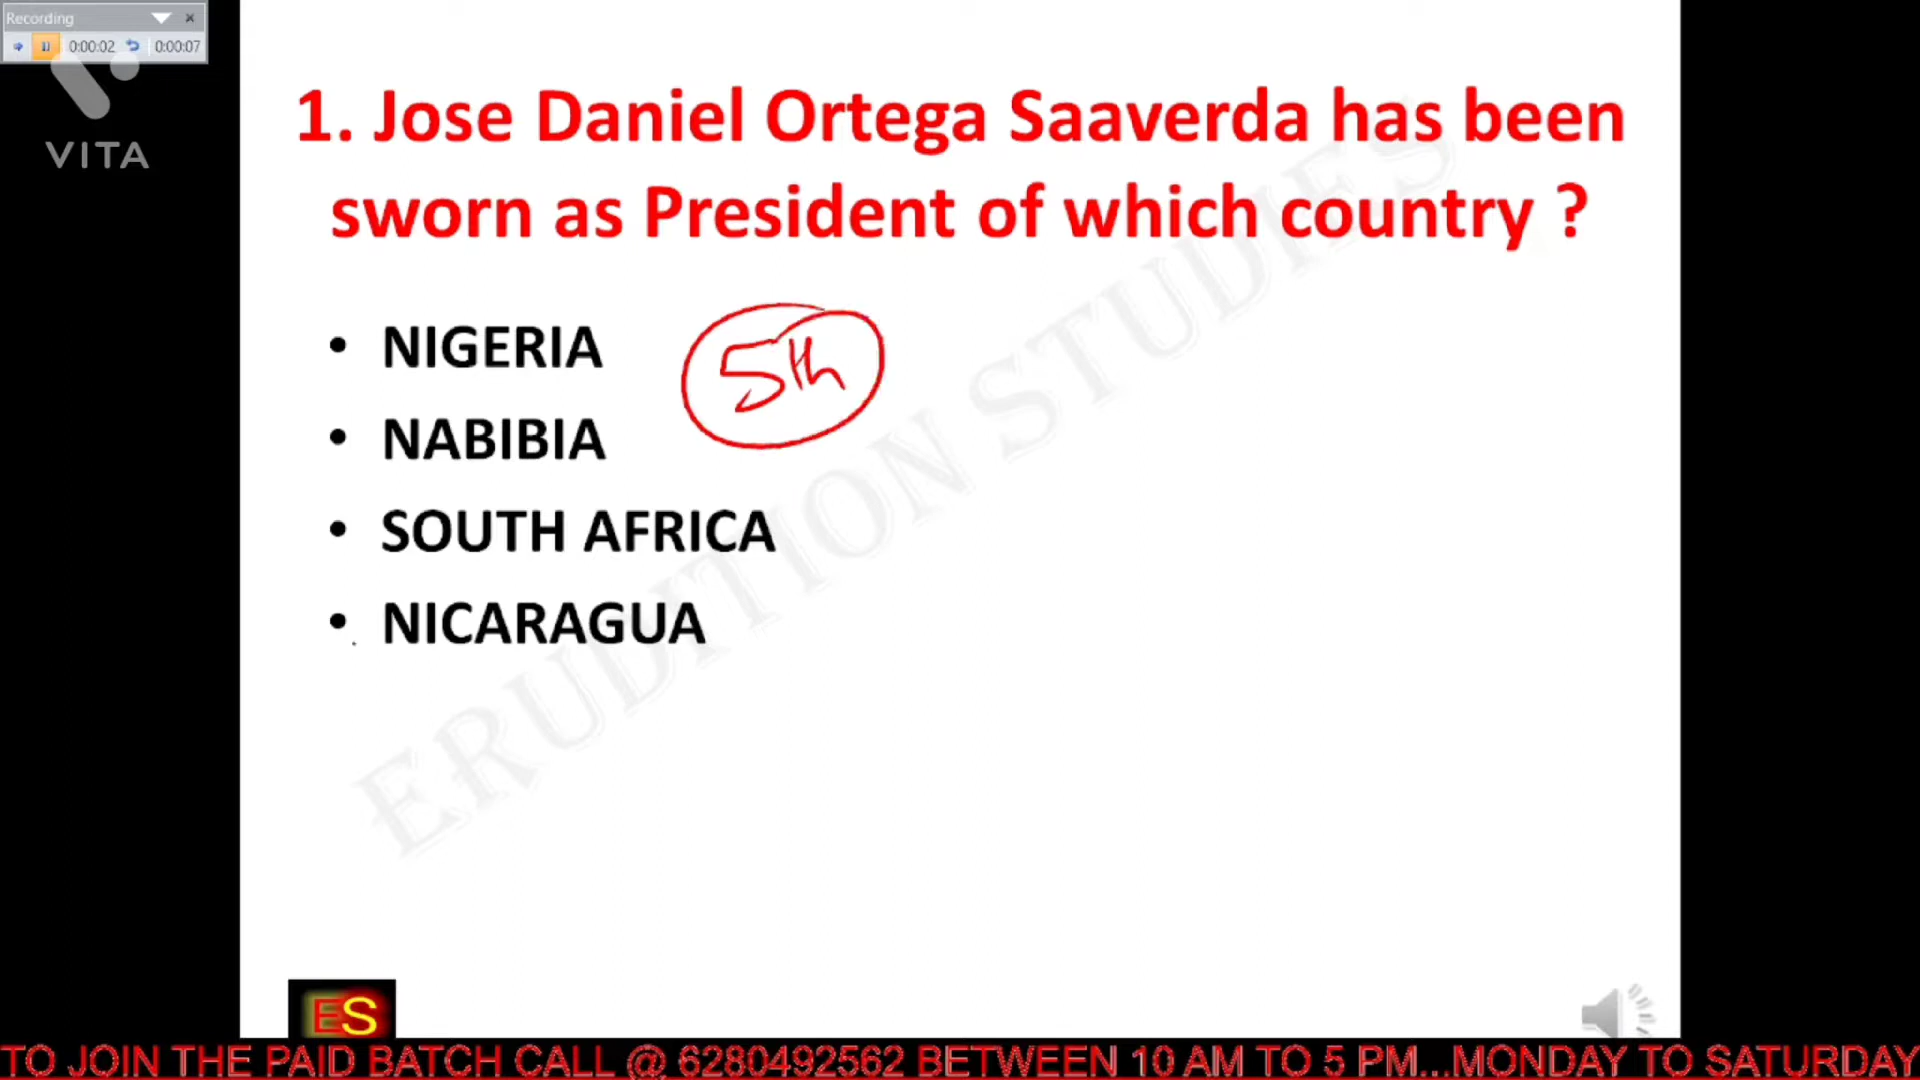 Recording
0:00:02 0:00:07
VITA
1. Jose Daniel Ortega Saaverda has been
sworn as President of which country ?
• NIGERIA
5th
• NABIBIA
• SOUTH AFRICA
• NICARAGUA
ERUDITION STUDIES
ES
TO JOIN THE PAID BATCH CALL @ 6280492562 BETWEEN 10 AM TO 5 PM...MONDAY TO SATURDAY